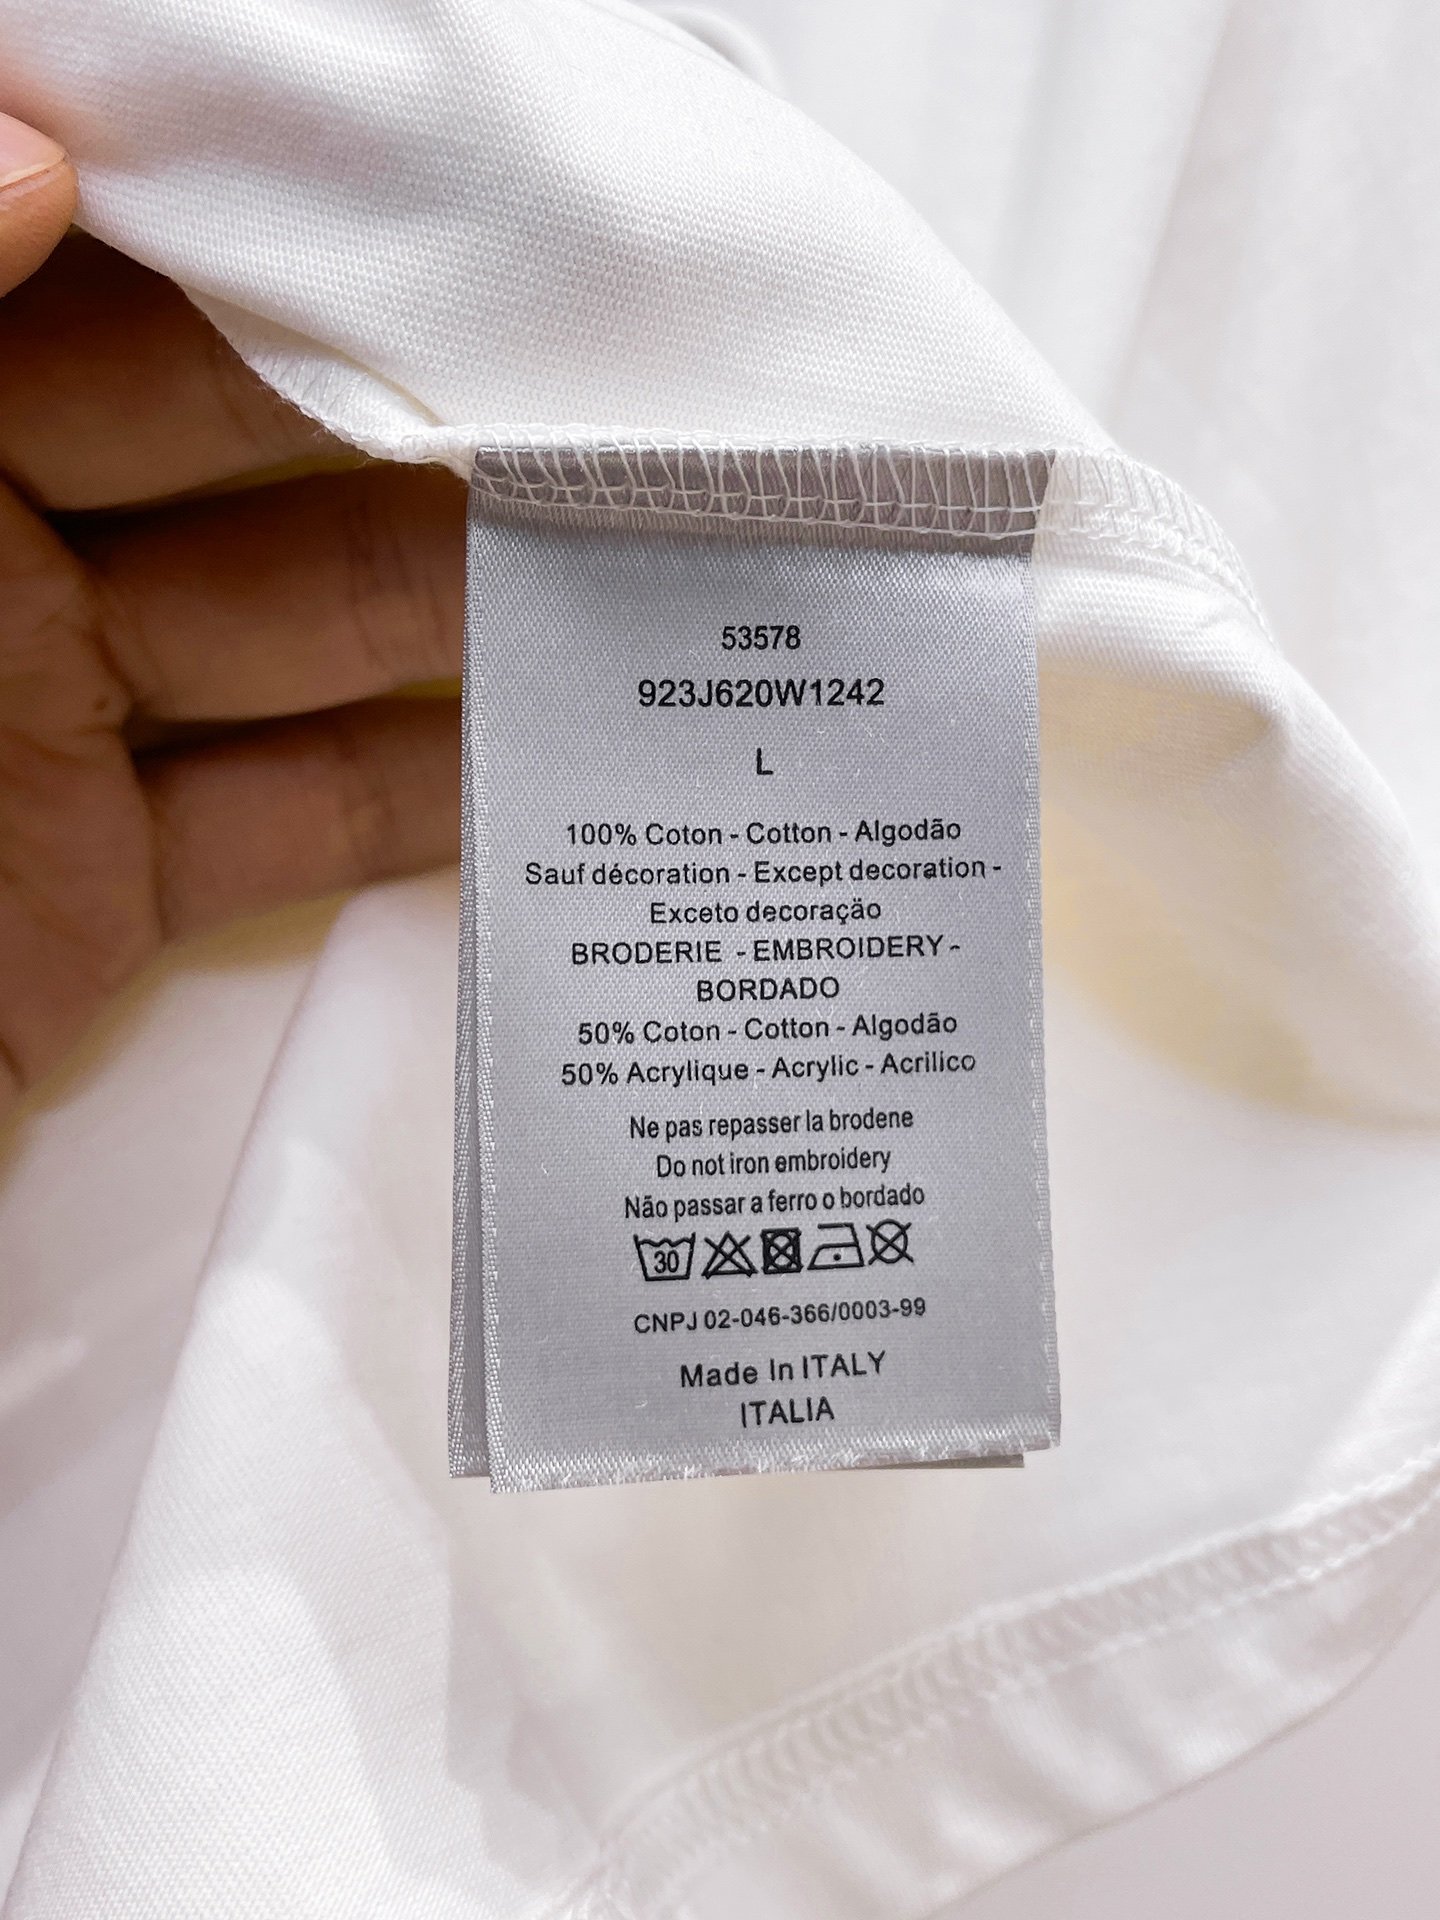 53578
923J620W1242
L
100% Coton - Cotton - Algodão
Sauf décoration - Except decoration -
Exceto decoraçäo
BRODERIE - EMBROIDERY -
BORDADO
50% Coton - Cotton - Algodão
50% Acrylique - Acrylic - Acrilico
Ne pas repasser la brodene
Do not iron embroidery
Não passar a ferro o bordado
30
CNPJ 02-046-366/0003-99
Made In ITALY
ITALIA